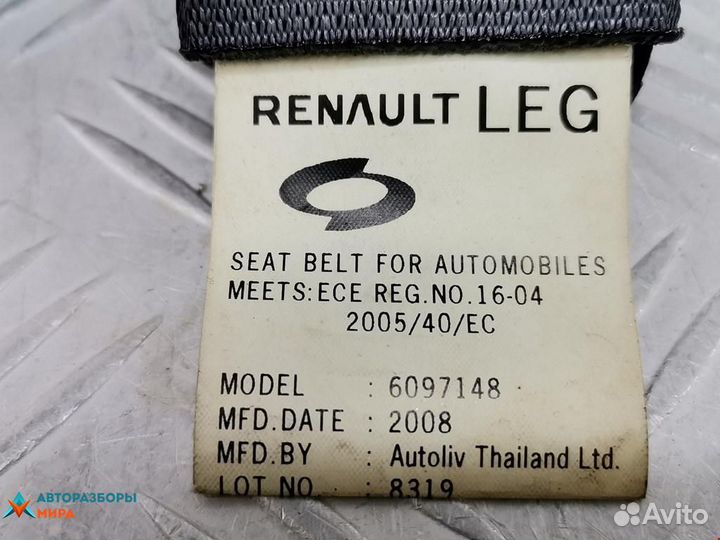 RENAULT LEG
SEAT BELT FOR AUTOMOBILES
MEETS:ECE REG.NO.16-04
2005/40/EC
MODEL : 6097148
MFD.DATE : 2008
MFD.BY : Autoliv Thailand Ltd.
LOT NO. : 8319
АВТОРАЗБОРЫ
МИРА
Avito